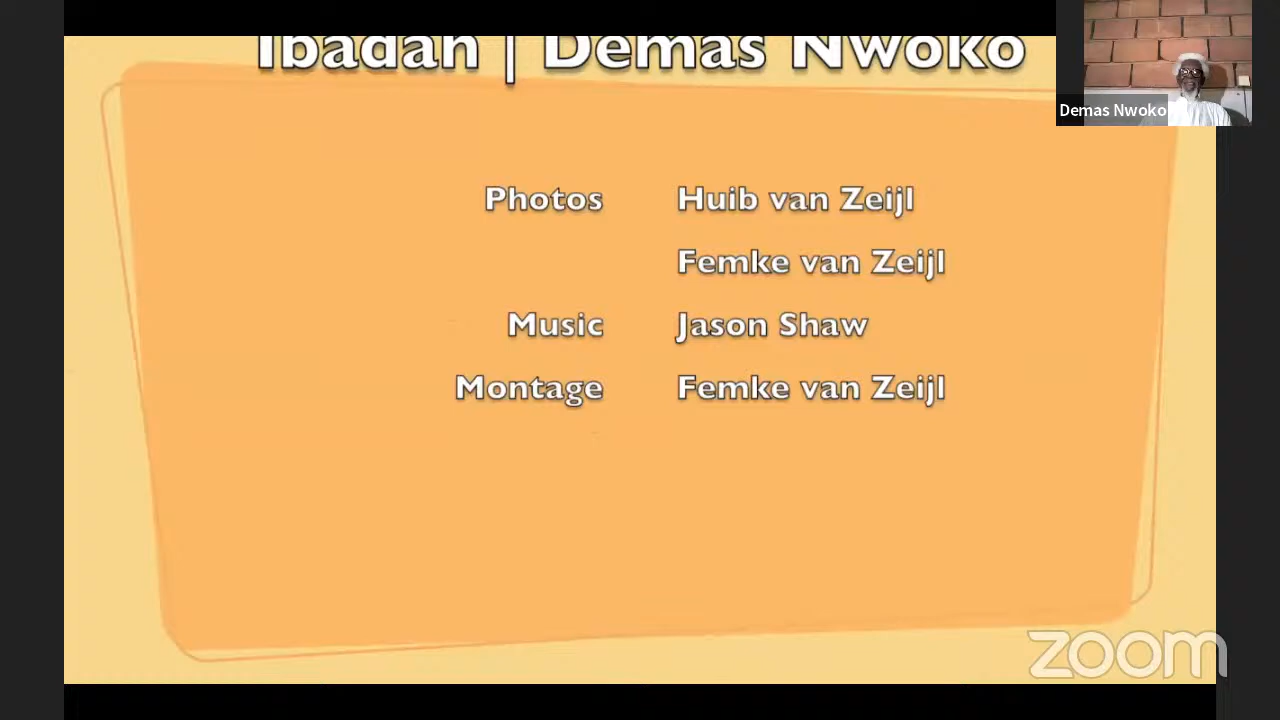 Ibadan | Demas Nwoko
Demas Nwoko
Photos Huib van Zeijl
Femke van Zeijl
Music Jason Shaw
Montage Femke van Zeijl
zoom